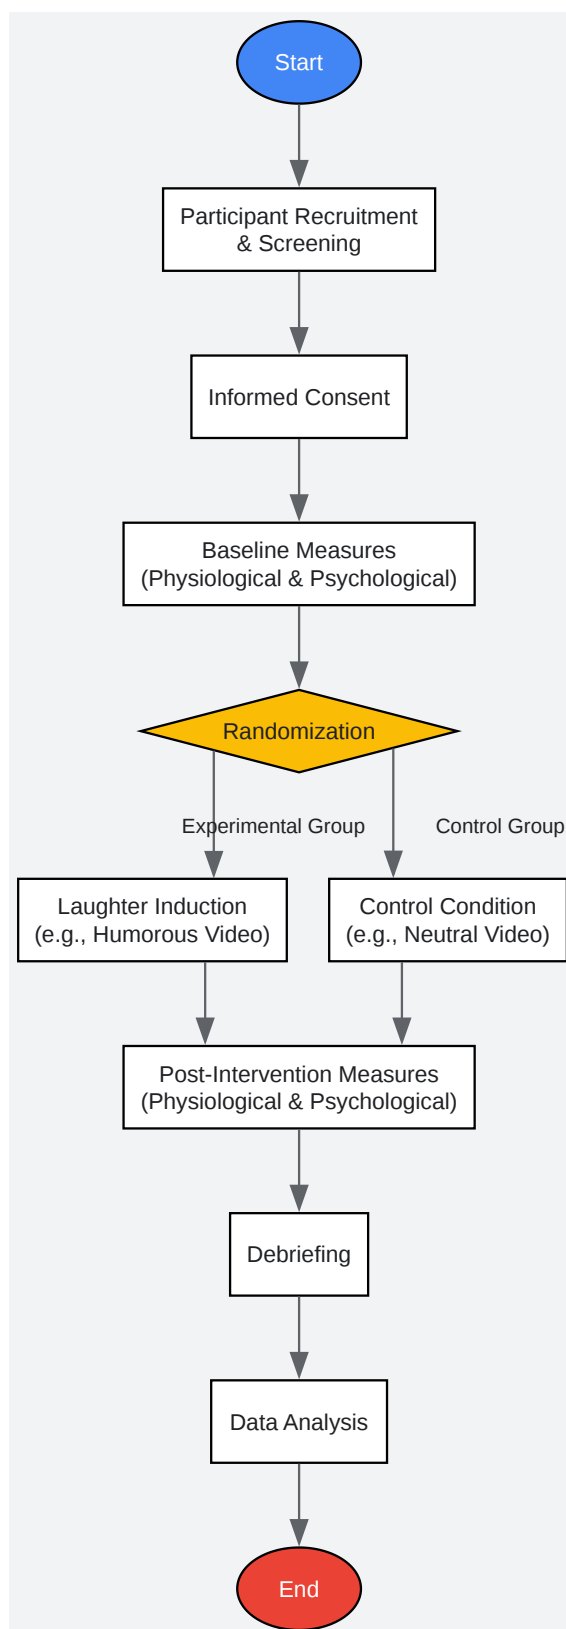 Start
Participant Recruitment
& Screening
Informed Consent
Baseline Measures
(Physiological & Psychological)
Randomization
Experimental Group
Control Group
Laughter Induction
(e.g., Humorous Video)
Control Condition
(e.g., Neutral Video)
Post-Intervention Measures
(Physiological & Psychological)
Debriefing
Data Analysis
End